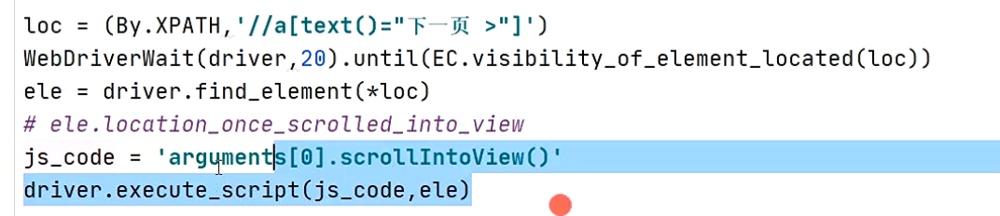 loc = (By.XPATH,'//a[text()="下一页 >"]')
WebDriverWait(driver,20).until(EC.visibility_of_element_located(loc))
ele = driver.find_element(*loc)
# ele.location_once_scrolled_into_view
js_code = 'arguments[0].scrollIntoView()'
driver.execute_script(js_code,ele)